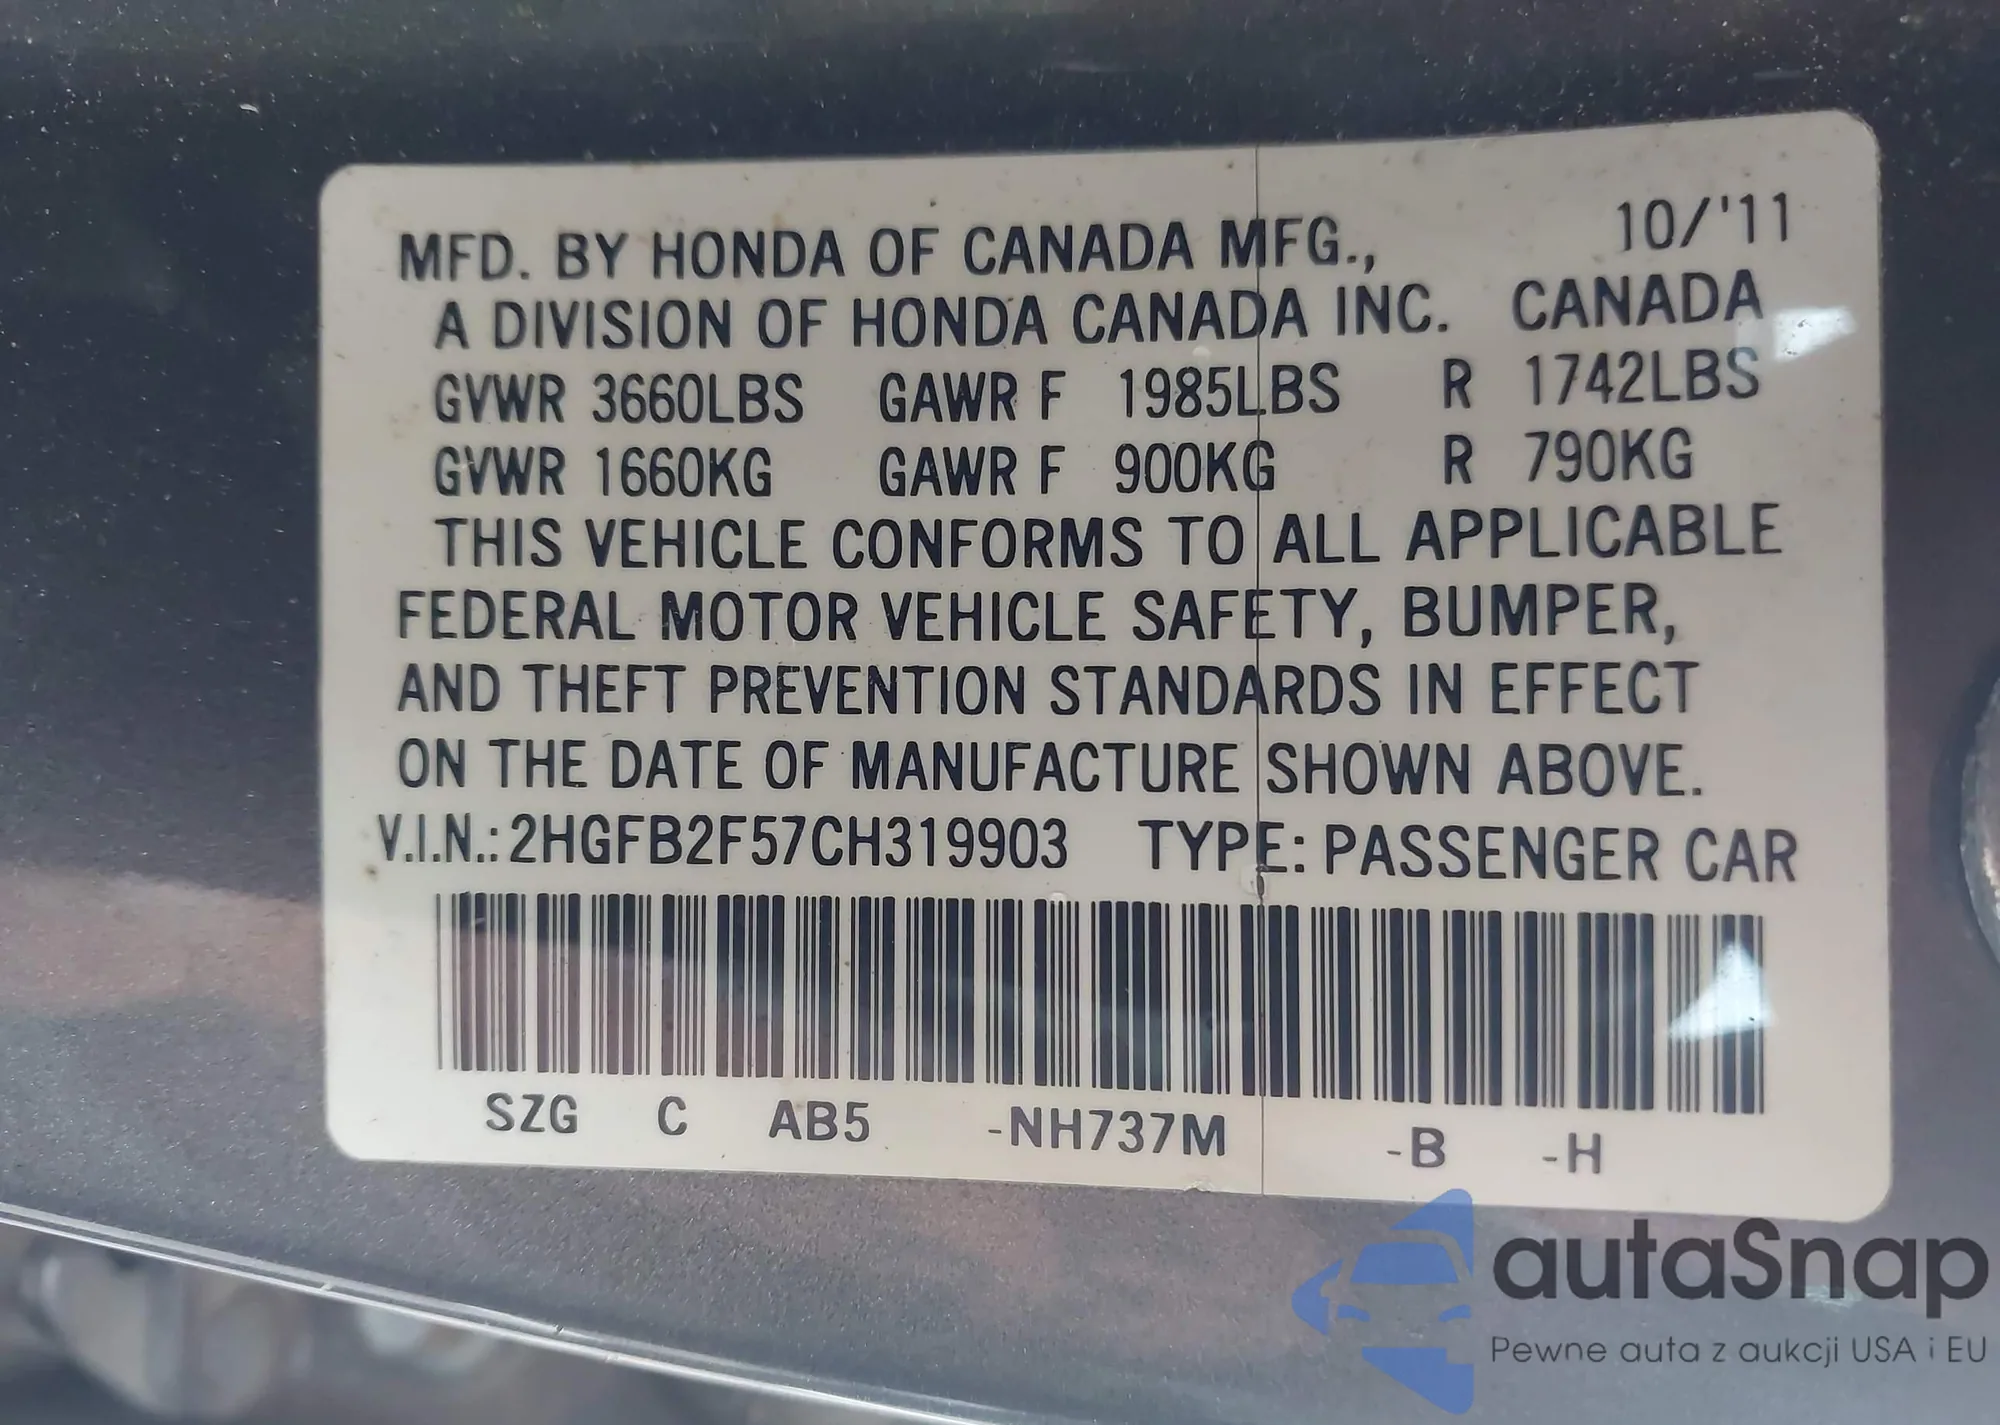 MFD. BY HONDA OF CANADA MFG., 10/'11
A DIVISION OF HONDA CANADA INC. CANADA
GVWR 3660LBS GAWR F 1985LBS R 1742LBS
GVWR 1660KG GAWR F 900KG R 790KG
THIS VEHICLE CONFORMS TO ALL APPLICABLE
FEDERAL MOTOR VEHICLE SAFETY, BUMPER,
AND THEFT PREVENTION STANDARDS IN EFFECT
ON THE DATE OF MANUFACTURE SHOWN ABOVE.
V.I.N.: 2HGFB2F57CH319903 TYPE: PASSENGER CAR
SZG C AB5 -NH737M -B -H
autaSnap
Pewne auta z aukcji USA i EU